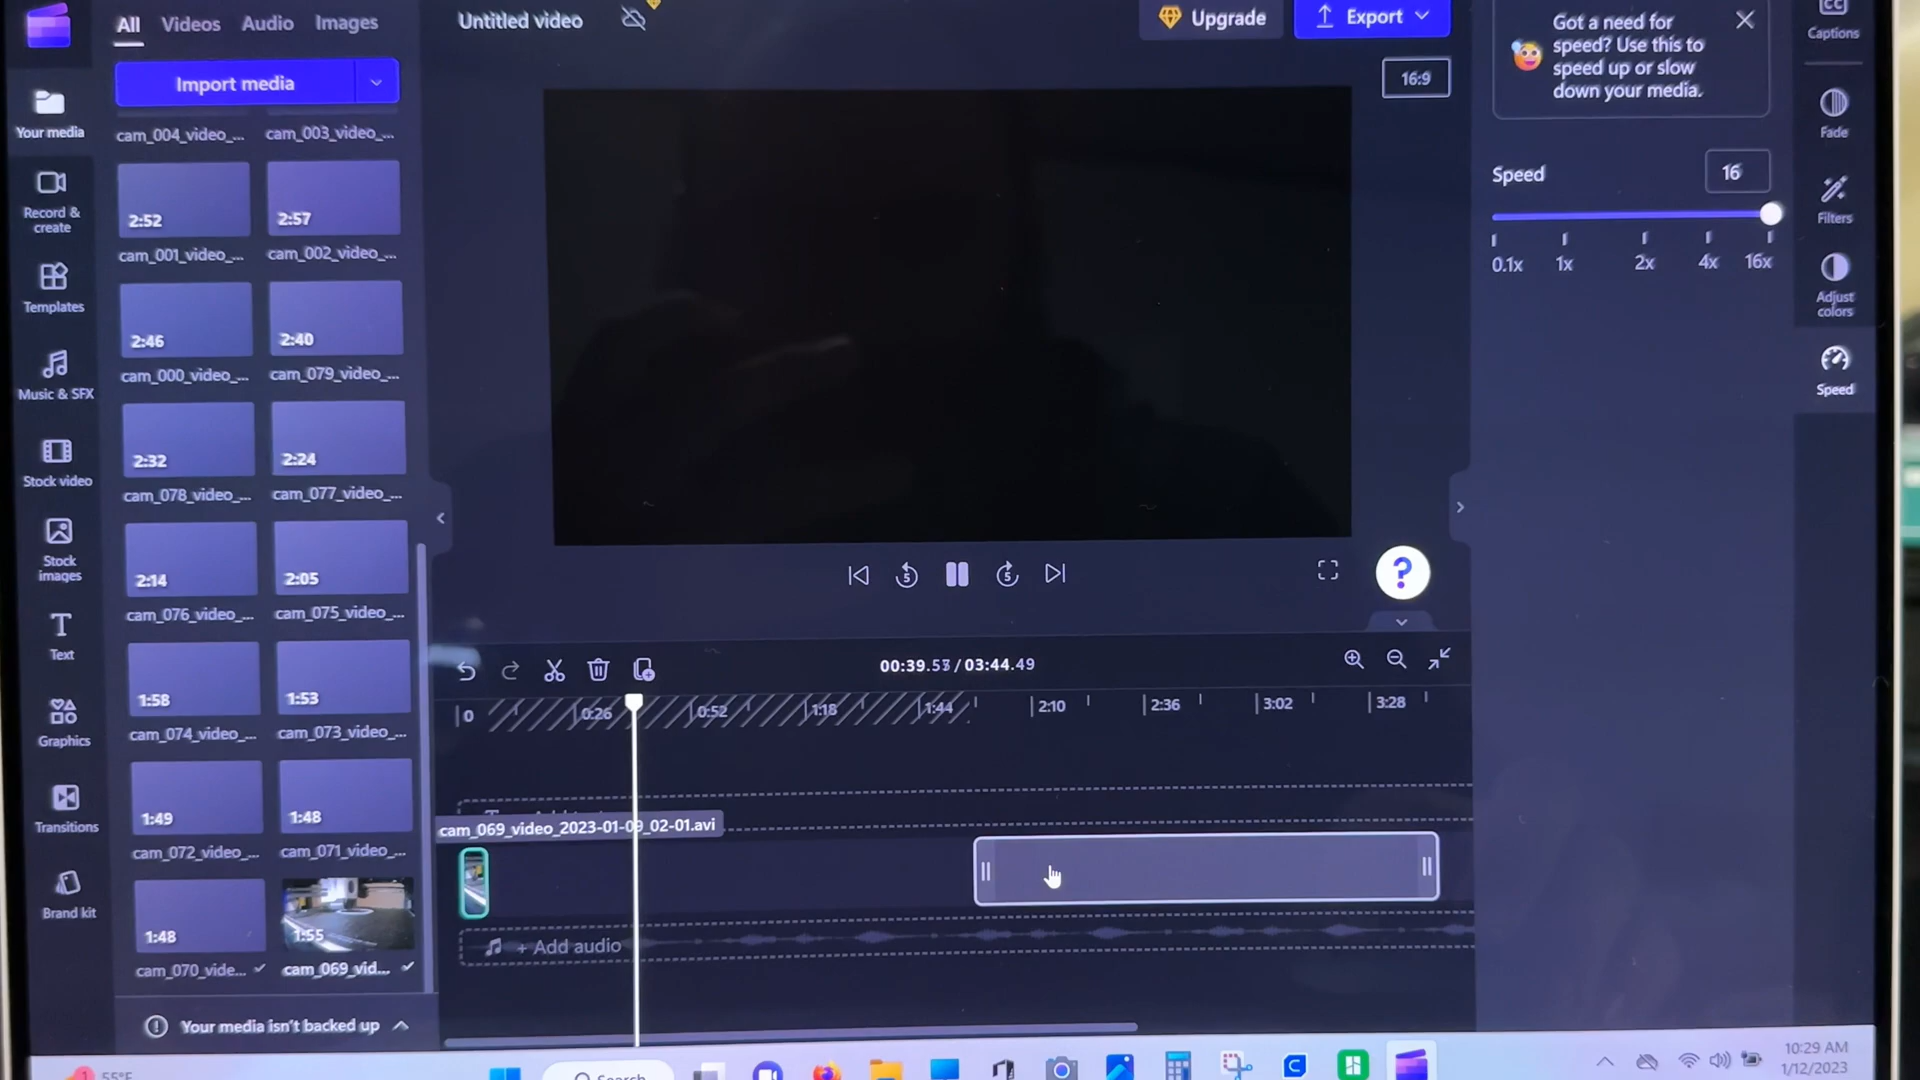 All Videos Audio Images
Import media
Your media
Record &
create
Templates
Music & SFX
Stock video
Stock
images
Text
Graphics
Transitions
Brand kit
cam_004_video_... cam_003_video_...
2:52 2:57
cam_001_video_... cam_002_video_...
2:46 2:40
cam_000_video_... cam_079_video_...
2:32 2:24
cam_078_video_... cam_077_video_...
2:14 2:05
cam_076_video_... cam_075_video_...
1:58 1:53
cam_074_video_... cam_073_video_...
1:49 1:48
cam_072_video_... cam_071_video_...
1:48 1:55
cam_070_vide... cam_069_vid...
Your media isn't backed up
Untitled video
Upgrade
Export
16:9
?
00:39.53 / 03:44.49
0 0:26 0:52 1:18 1:44 2:10 2:36 3:02 3:28
cam_069_video_2023-01-09_02-01.avi
+ Add audio
Got a need for
speed? Use this to
speed up or slow
down your media.
Speed 16
0.1x 1x 2x 4x 16x
CC
Captions
Fade
Filters
Adjust
colors
Speed
55°F
Search
10:29 AM
1/12/2023